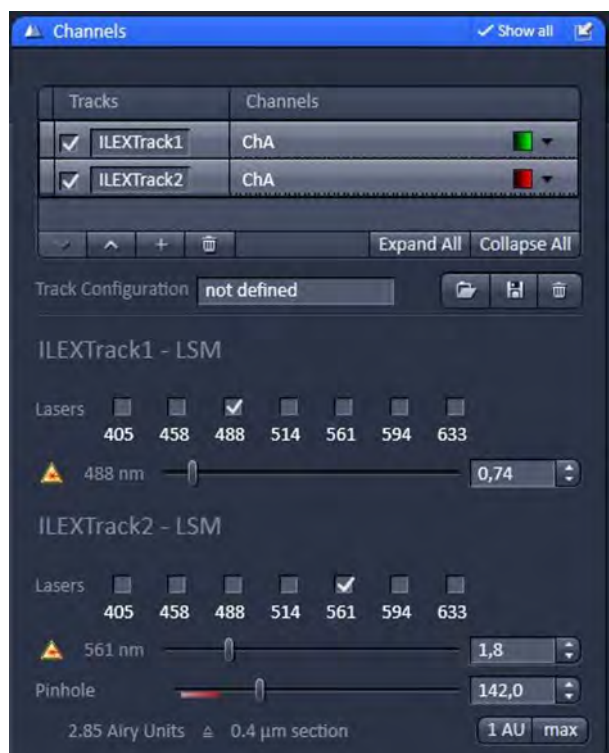 Channels Show all
Tracks Channels
ILEXTrack1 ChA
ILEXTrack2 ChA
Expand All Collapse All
Track Configuration not defined
ILEXTrack1 - LSM
Lasers
405 458 488 514 561 594 633
488 nm 0,74
ILEXTrack2 - LSM
Lasers
405 458 488 514 561 594 633
561 nm 1,8
Pinhole 142,0
2.85 Airy Units ≙ 0.4 µm section 1 AU max